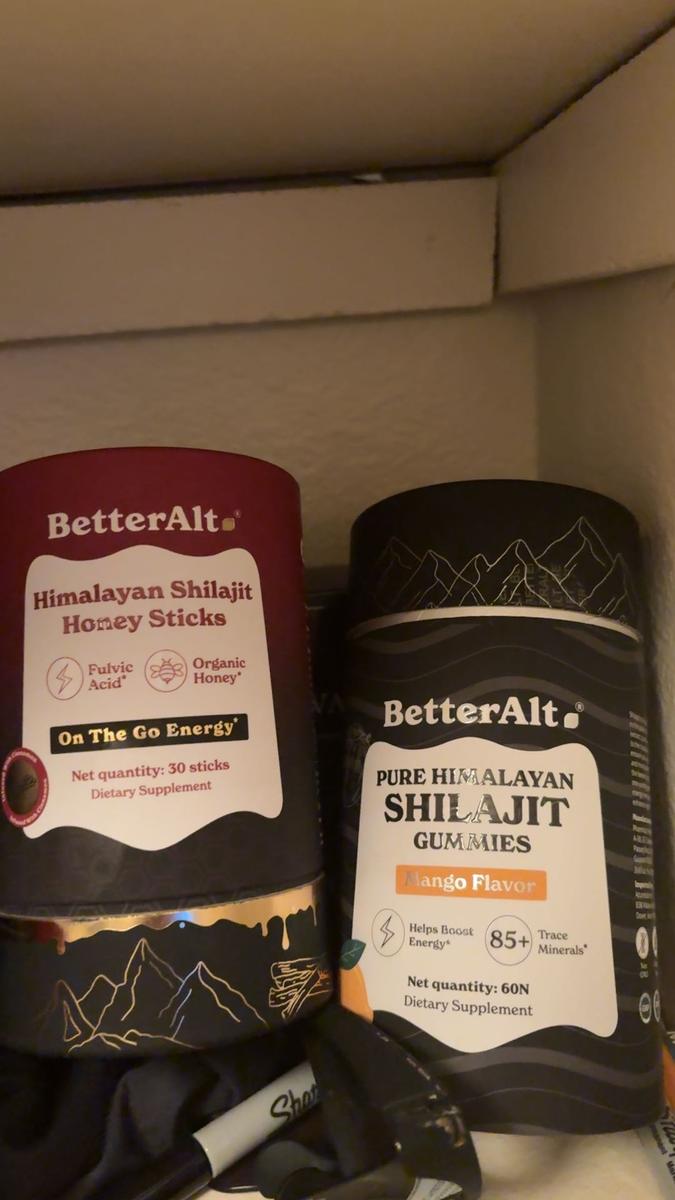 BetterAlt
Himalayan Shilajit
Honey Sticks
Fulvic
Acid*
Organic
Honey*
On The Go Energy*
Net quantity: 30 sticks
Dietary Supplement
BetterAlt®
PURE HIMALAYAN
SHILAJIT
GUMMIES
Mango Flavor
Helps Boost
Energy*
85+
Trace
Minerals*
Net quantity: 60N
Dietary Supplement